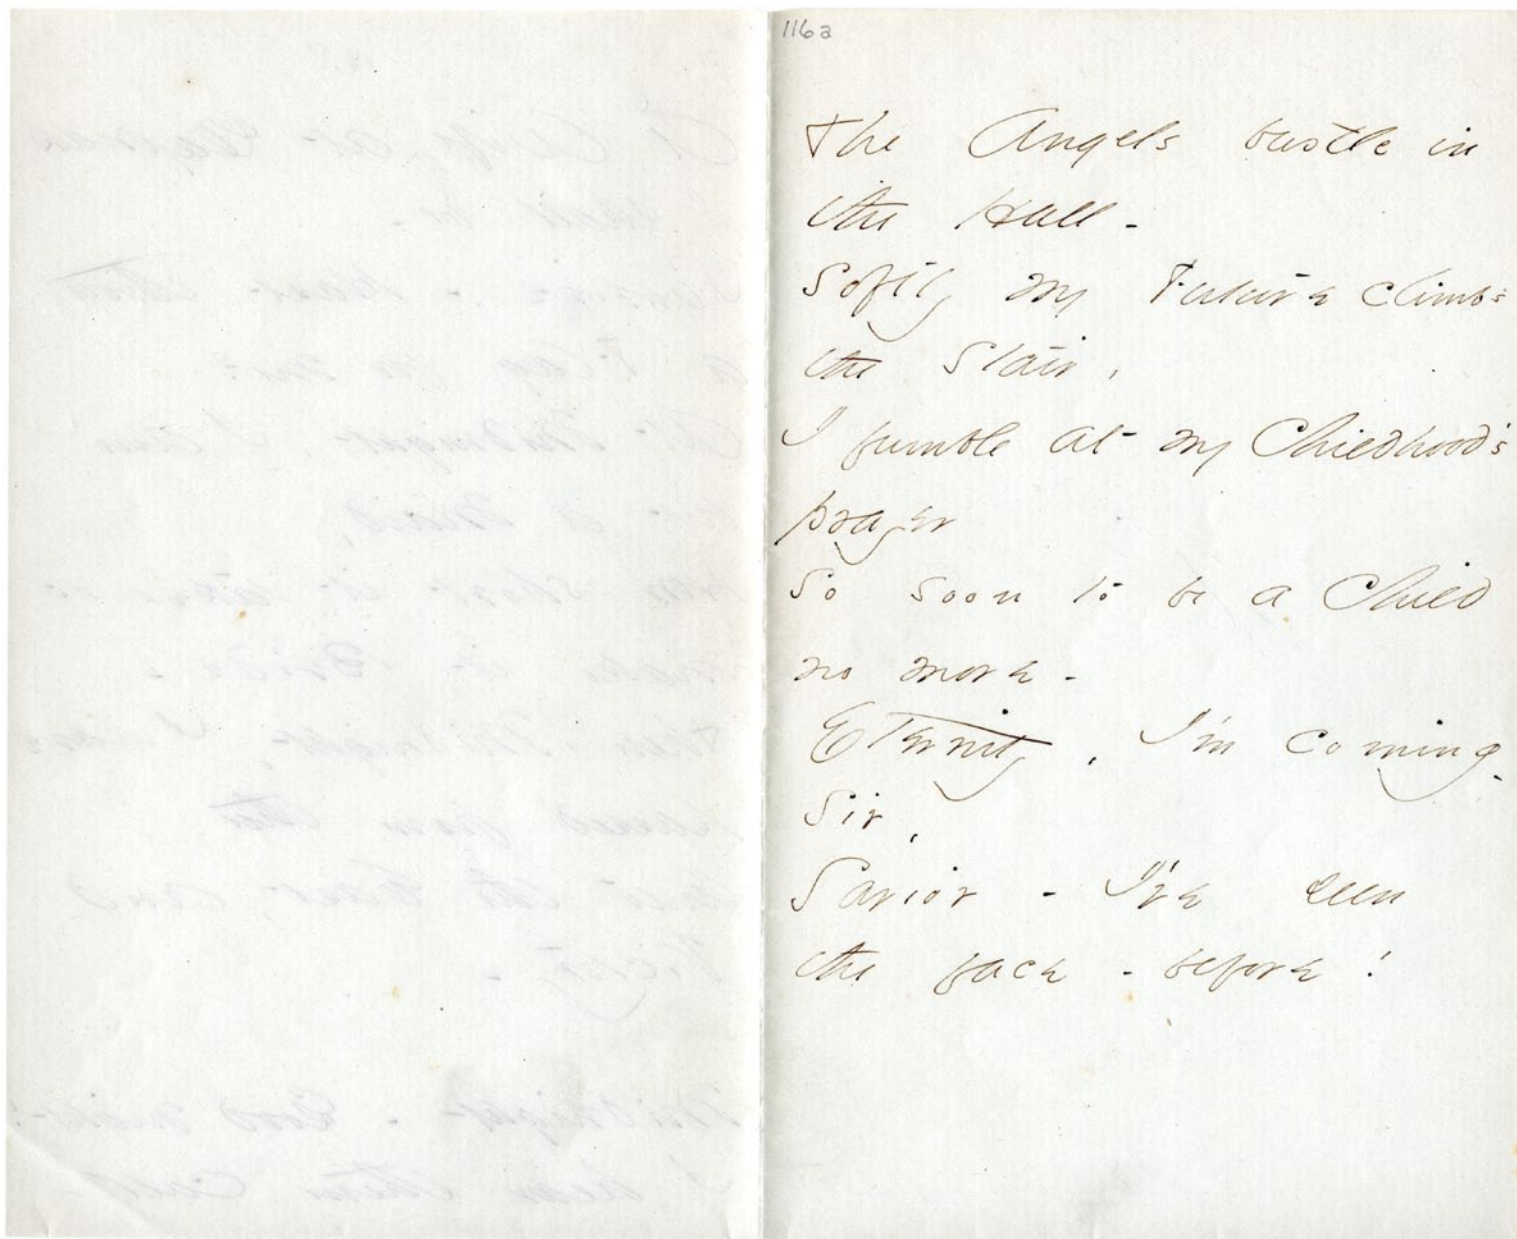 116a
The Angels bustle in
the Hall -
Softly my Future climbs
the Stair,
I fumble at my Childhood's
prayer
So soon to be a Child
no more -
Eternity, I'm coming -
Sir,
Savior - I've seen
the face - before!